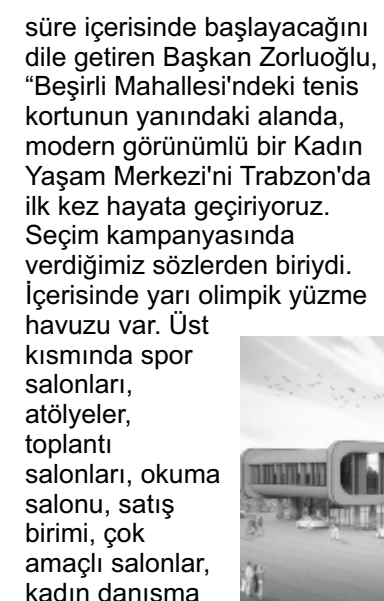 süre içerisinde başlayacağını
dile getiren Başkan Zorluoğlu,
“Beşirli Mahallesi'ndeki tenis
kortunun yanındaki alanda,
modern görünümlü bir Kadın
Yaşam Merkezi'ni Trabzon'da
ilk kez hayata geçiriyoruz.
Seçim kampanyasında
verdiğimiz sözlerden biriydi.
İçerisinde yarı olimpik yüzme
havuzu var. Üst
kısmında spor
salonları,
atölyeler,
toplantı
salonları, okuma
salonu, satış
birimi, çok
amaçlı salonlar,
kadın danışma